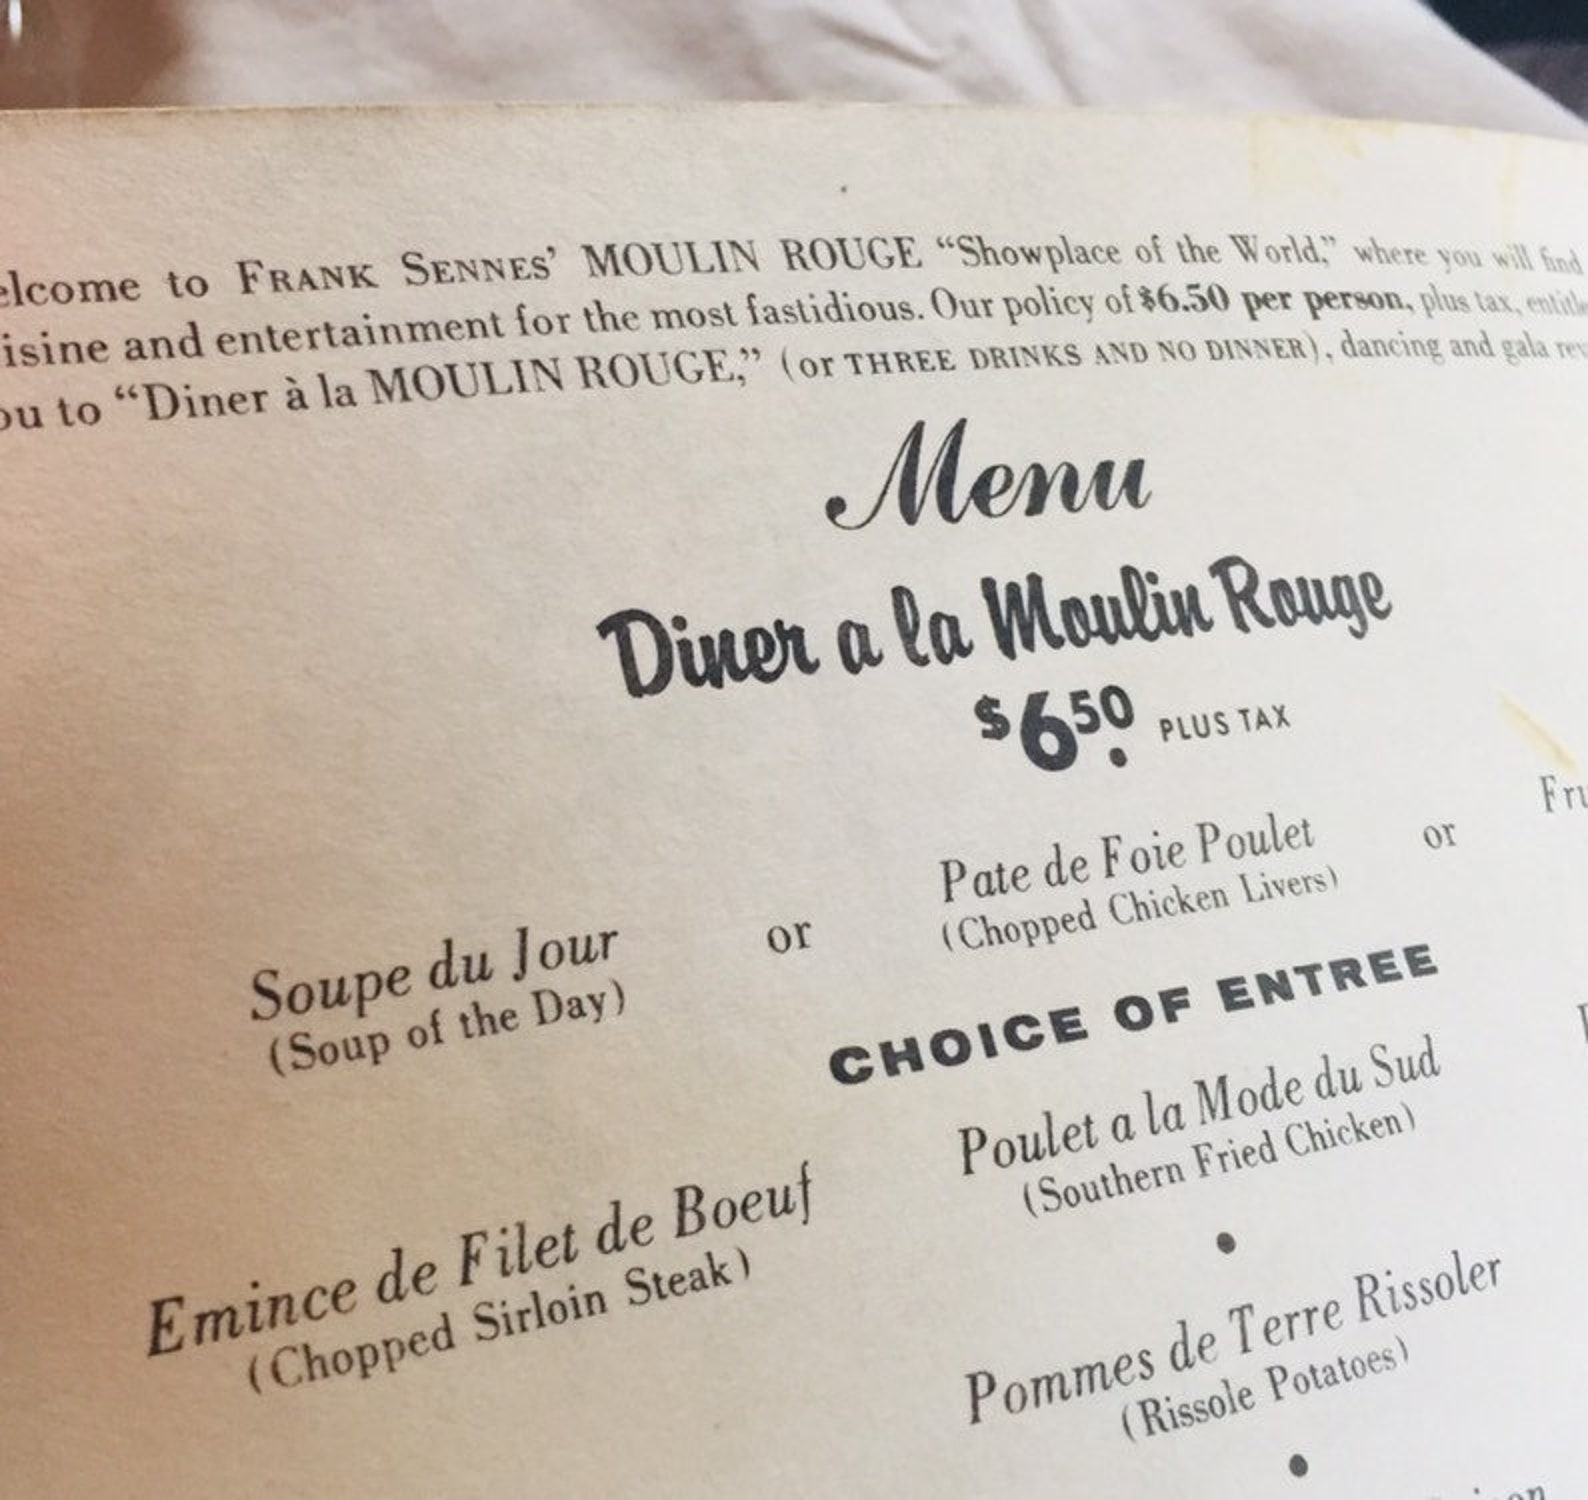 to FRANK SENNES' MOULIN ROUGE “Showplace of the World,” where you will find
and entertainment for the most fastidious. Our policy of $6.50 per person, plus tax,
to “Diner à la MOULIN ROUGE,” (or THREE DRINKS AND NO DINNER), dancing and gala
Menu
Diner a la Moulin Rouge
$6.50 PLUS TAX
Soupe du Jour or Pate de Foie Poulet or
(Soup of the Day) (Chopped Chicken Livers)
CHOICE OF ENTREE
Emince de Filet de Boeuf Poulet a la Mode du Sud
(Chopped Sirloin Steak) (Southern Fried Chicken)
Pommes de Terre Rissoler
(Rissole Potatoes)